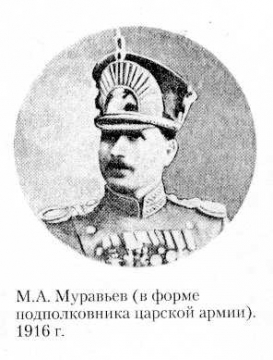 М.А. Муравьев (в форме
подполковника царской армии).
1916 г.